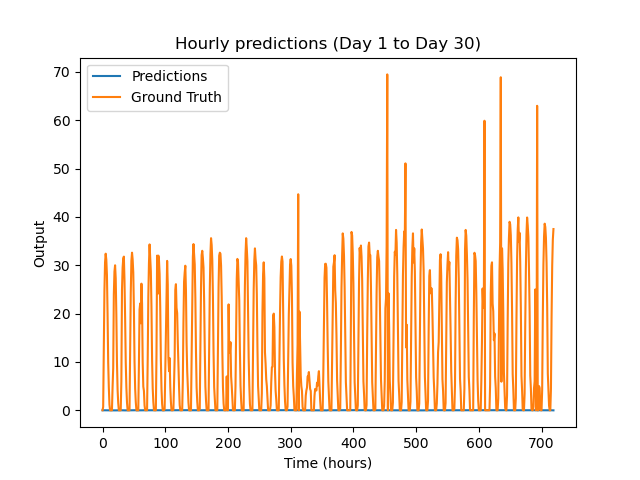 Hourly predictions (Day 1 to Day 30)
Predictions
Ground Truth
70
60
50
40
30
20
10
0
Output
0 100 200 300 400 500 600 700
Time (hours)